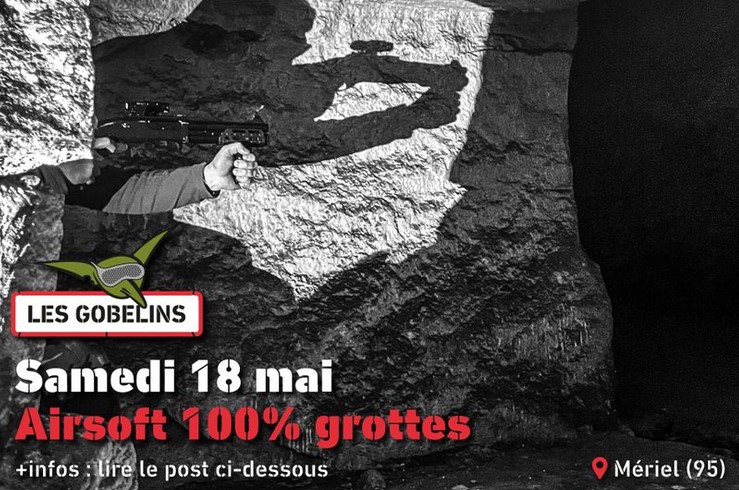 LES GOBELINS
Samedi 18 mai
Airsoft 100% grottes
+infos : lire le post ci-dessous
Mériel (95)